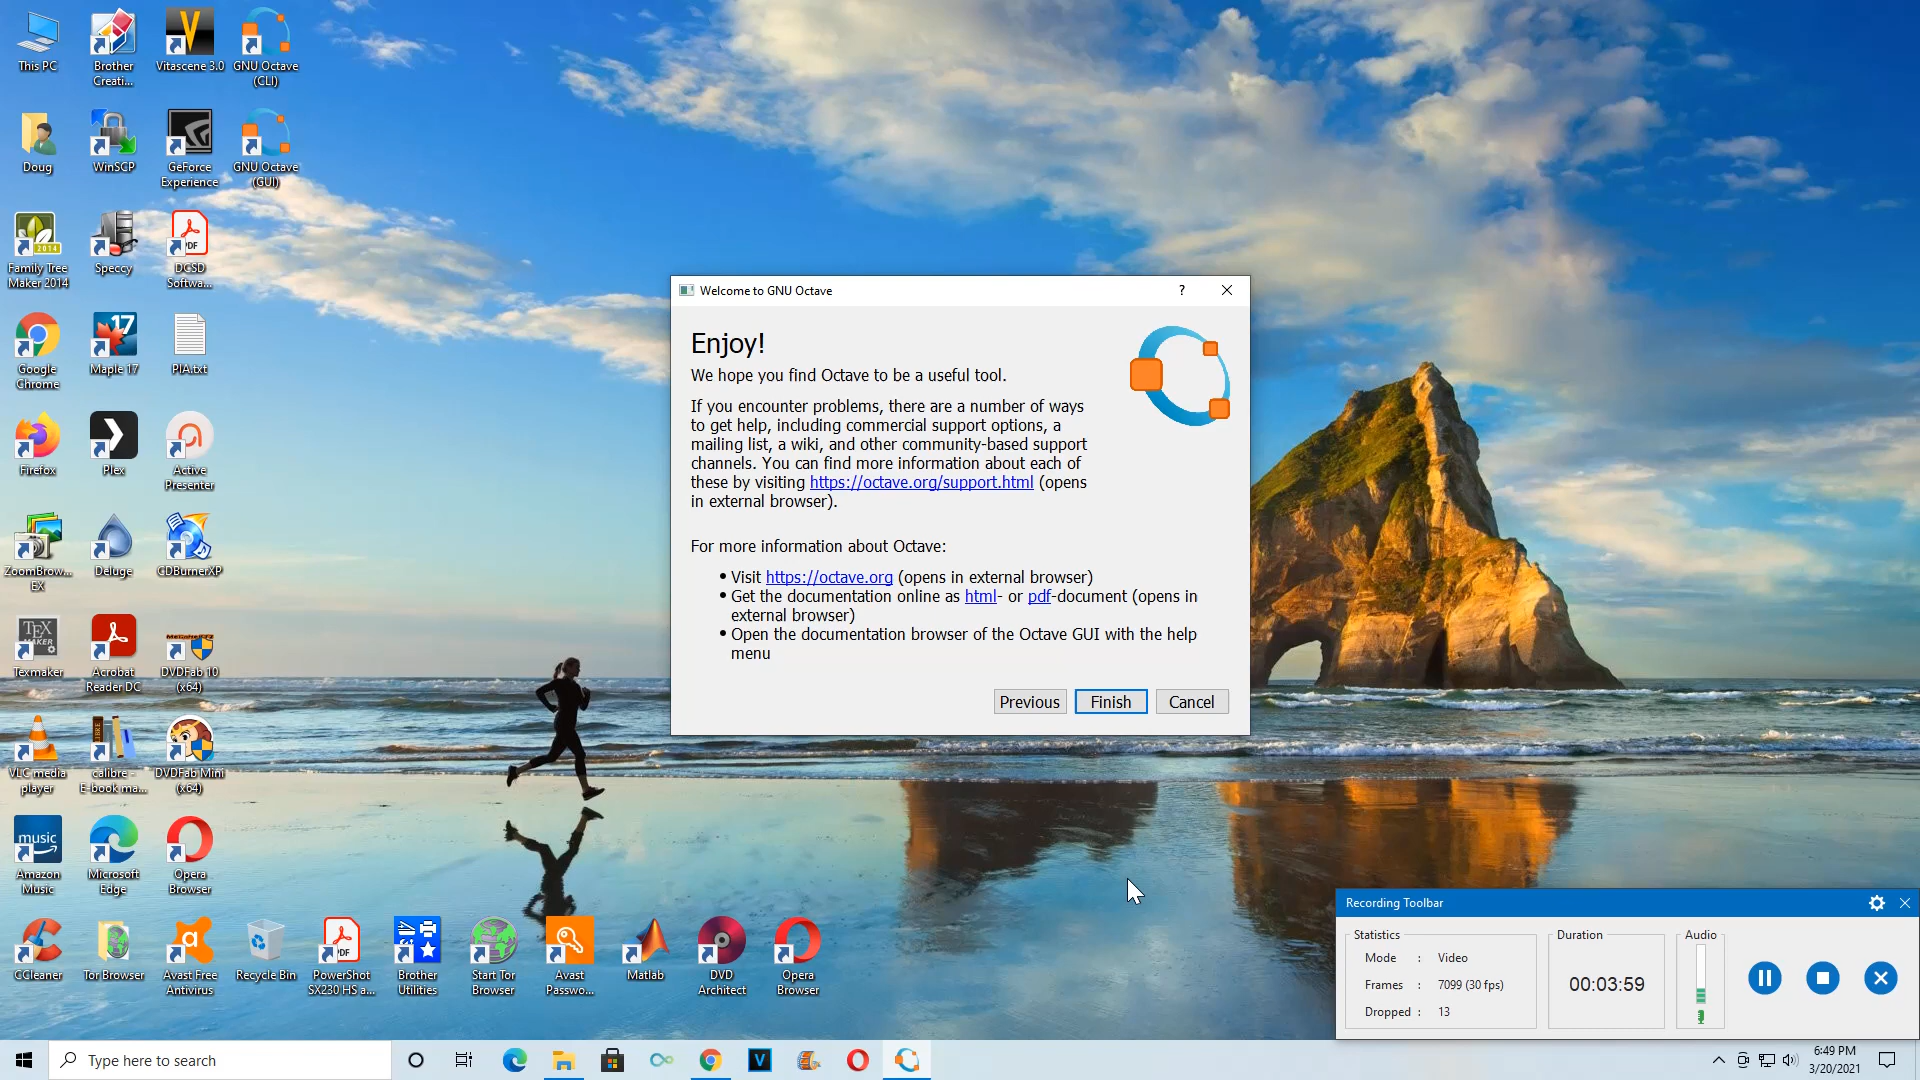 This PC
Brother
Creati...
Vitascene 3.0
GNU Octave
(CLI)
Doug
WinSCP
GeForce
Experience
GNU Octave
(GUI)
2014
Family Tree
Maker 2014
Speccy
PDF
DCSD
Softwa...
Google
Chrome
17
Maple 17
PIA.txt
Firefox
Plex
Active
Presenter
ZoomBrow...
EX
Deluge
CDBurnerXP
TEX
MAKER
Texmaker
Acrobat
Reader DC
DVDFab 10
(x64)
VLC media
player
calibre -
E-book ma...
DVDFab Mini
(x64)
music
Amazon
Music
Microsoft
Edge
Opera
Browser
CCleaner
Tor Browser
Avast Free
Antivirus
Recycle Bin
PDF
PowerShot
SX230 HS a...
Brother
Utilities
Start Tor
Browser
Avast
Passwo...
Matlab
DVD
Architect
Opera
Browser
Welcome to GNU Octave
?
Enjoy!
We hope you find Octave to be a useful tool.
If you encounter problems, there are a number of ways
to get help, including commercial support options, a
mailing list, a wiki, and other community-based support
channels. You can find more information about each of
these by visiting https://octave.org/support.html (opens
in external browser).
For more information about Octave:
• Visit https://octave.org (opens in external browser)
• Get the documentation online as html- or pdf-document (opens in
external browser)
• Open the documentation browser of the Octave GUI with the help
menu
Previous
Finish
Cancel
Recording Toolbar
Statistics
Mode : Video
Frames : 7099 (30 fps)
Dropped : 13
Duration
00:03:59
Audio
Type here to search
6:49 PM
3/20/2021